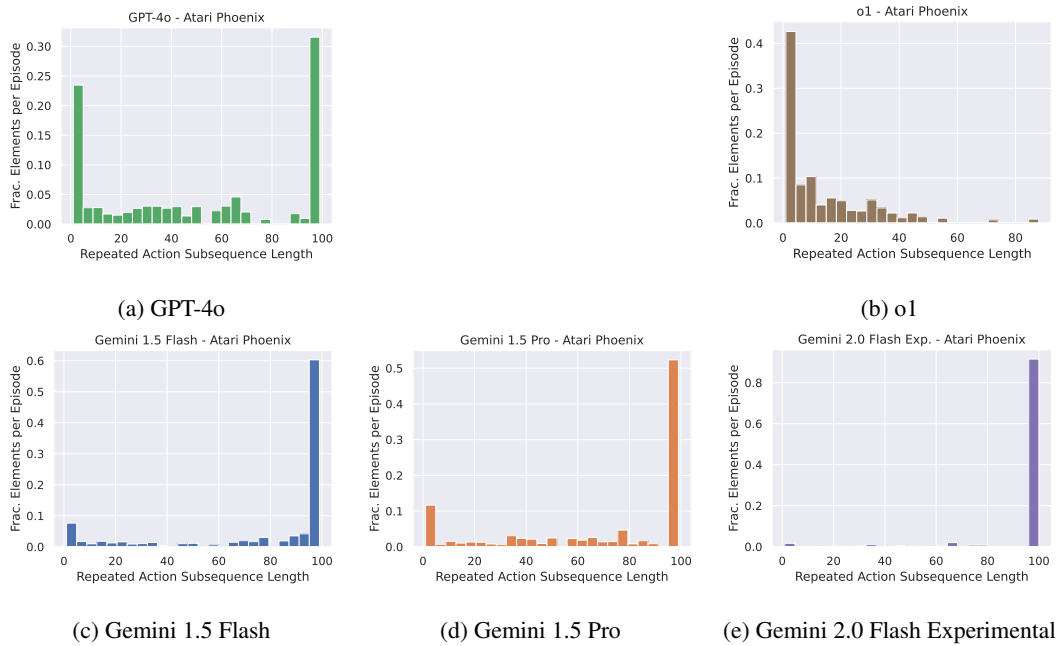 GPT-4o - Atari Phoenix
Frac. Elements per Episode
0.30
0.25
0.20
0.15
0.10
0.05
0.00
0 20 40 60 80 100
Repeated Action Subsequence Length
(a) GPT-4o
o1 - Atari Phoenix
Frac. Elements per Episode
0.4
0.3
0.2
0.1
0.0
0 20 40 60 80
Repeated Action Subsequence Length
(b) o1
Gemini 1.5 Flash - Atari Phoenix
Frac. Elements per Episode
0.6
0.5
0.4
0.3
0.2
0.1
0.0
0 20 40 60 80 100
Repeated Action Subsequence Length
(c) Gemini 1.5 Flash
Gemini 1.5 Pro - Atari Phoenix
Frac. Elements per Episode
0.5
0.4
0.3
0.2
0.1
0.0
0 20 40 60 80 100
Repeated Action Subsequence Length
(d) Gemini 1.5 Pro
Gemini 2.0 Flash Exp. - Atari Phoenix
Frac. Elements per Episode
0.8
0.6
0.4
0.2
0.0
0 20 40 60 80 100
Repeated Action Subsequence Length
(e) Gemini 2.0 Flash Experimental